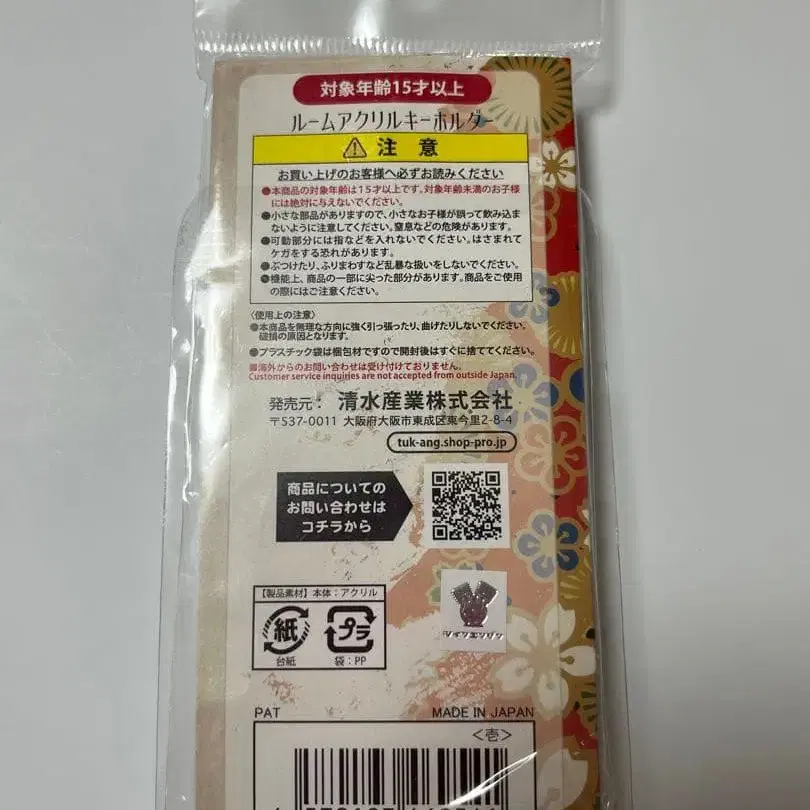 対象年齢15才以上
ルームアクリルキーホルダー
注 意
お買い上げのお客様へ必ずお読みください
●本商品の対象年齢は15才以上です。対象年齢未満のお子様
には絶対に与えないでください。
●小さな部品がありますので、小さなお子様が誤って飲み込ま
ないように注意してください。窒息などの危険があります。
●可動部分には指などを入れないでください。はさまれて
ケガをする恐れがあります。
●ぶつけたり、ふりまわすなど乱暴な扱いをしないでください。
●機能上、商品の一部に尖った部分があります。商品をご使用
の際にはご注意ください。
〈使用上の注意〉
●本商品を無理な方向に強く引っ張ったり、曲げたりしないでください。
破損の原因となります。
●プラスチック袋は梱包材ですので開封後はすぐに捨ててください。
■海外からのお問い合わせは受け付けておりません。
Customer service inquiries are not accepted from outside Japan.
発売元： 清水産業株式会社
〒537-0011 大阪府大阪市東成区東今里2-8-4
tuk-ang.shop-pro.jp
商品についての
お問い合わせは
コチラから
【製品素材】本体：アクリル
紙 プラ
台紙 袋：PP
ツインエンゲン
PAT MADE IN JAPAN
〈壱〉